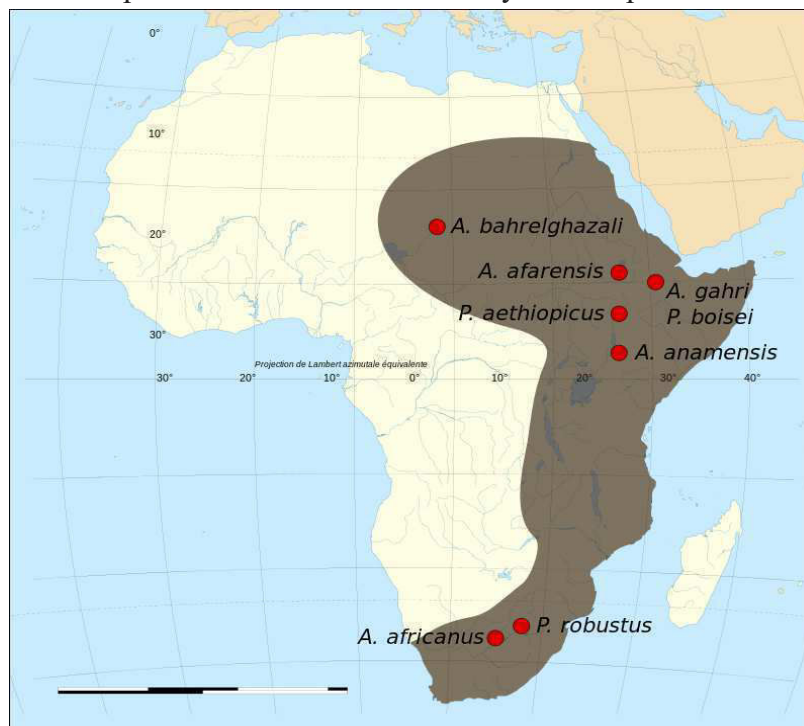 0°
10°
A. bahrelghazali
20°
A. afarensis
A. gahri
P. aethiopicus
P. boisei
30°
A. anamensis
Projection de Lambert azimutale équivalente
30° 20° 10° 0° 10° 20° 30° 40°
P. robustus
A. africanus